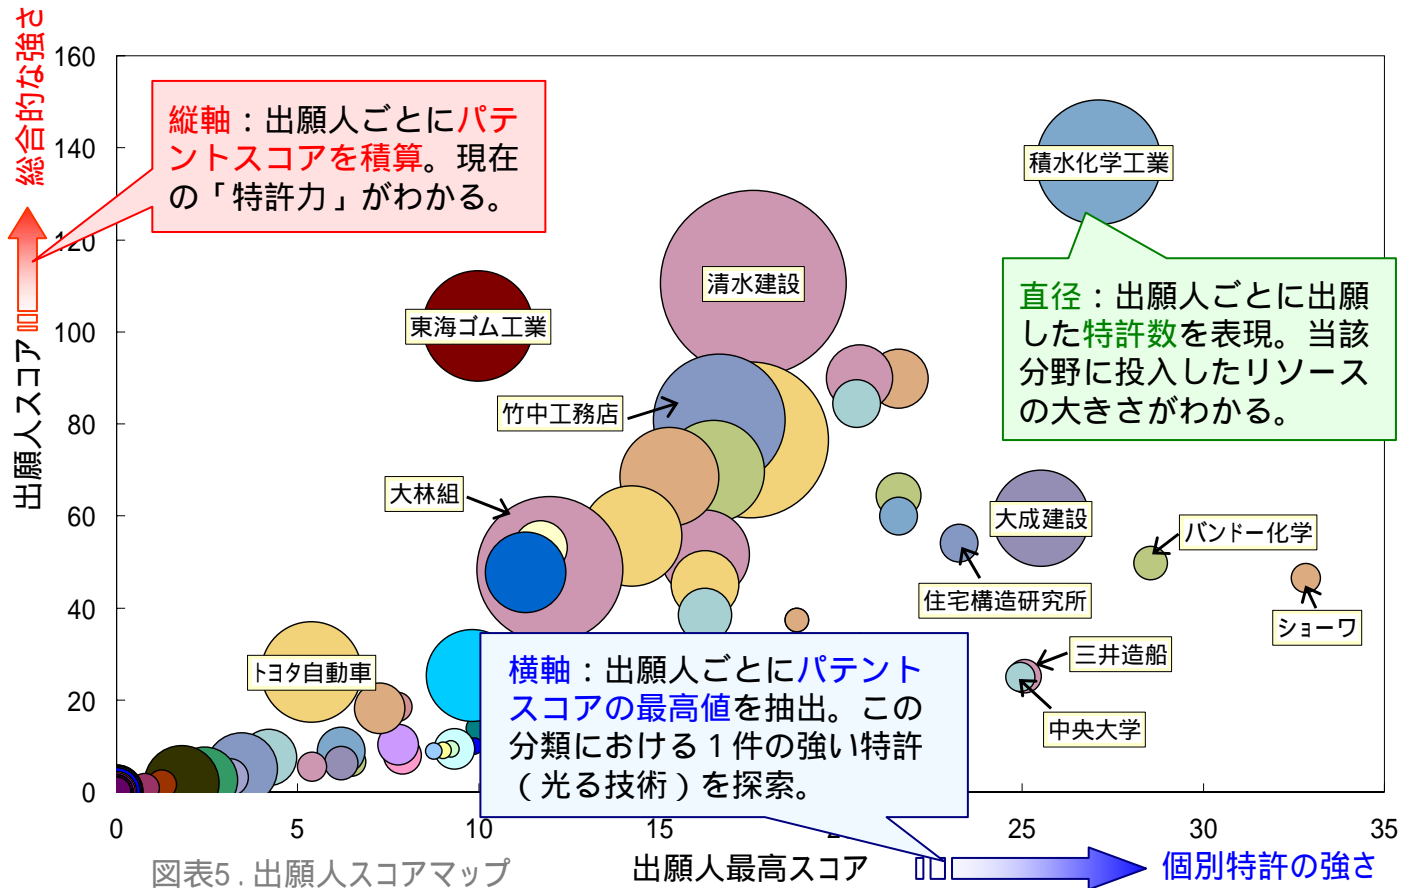 総合的な強さ
出願人スコア
160
140
120
100
80
60
40
20
0
縦軸：出願人ごとにパテ
ントスコアを積算。現在
の「特許力」がわかる。
積水化学工業
清水建設
東海ゴム工業
直径：出願人ごとに出願
した特許数を表現。当該
分野に投入したリソース
の大きさがわかる。
竹中工務店
大林組
大成建設
バンドー化学
住宅構造研究所
ショーワ
トヨタ自動車
三井造船
中央大学
横軸：出願人ごとにパテント
スコアの最高値を抽出。この
分類における１件の強い特許
（光る技術）を探索。
0 5 10 15 25 30 35
図表5．出願人スコアマップ
出願人最高スコア
個別特許の強さ